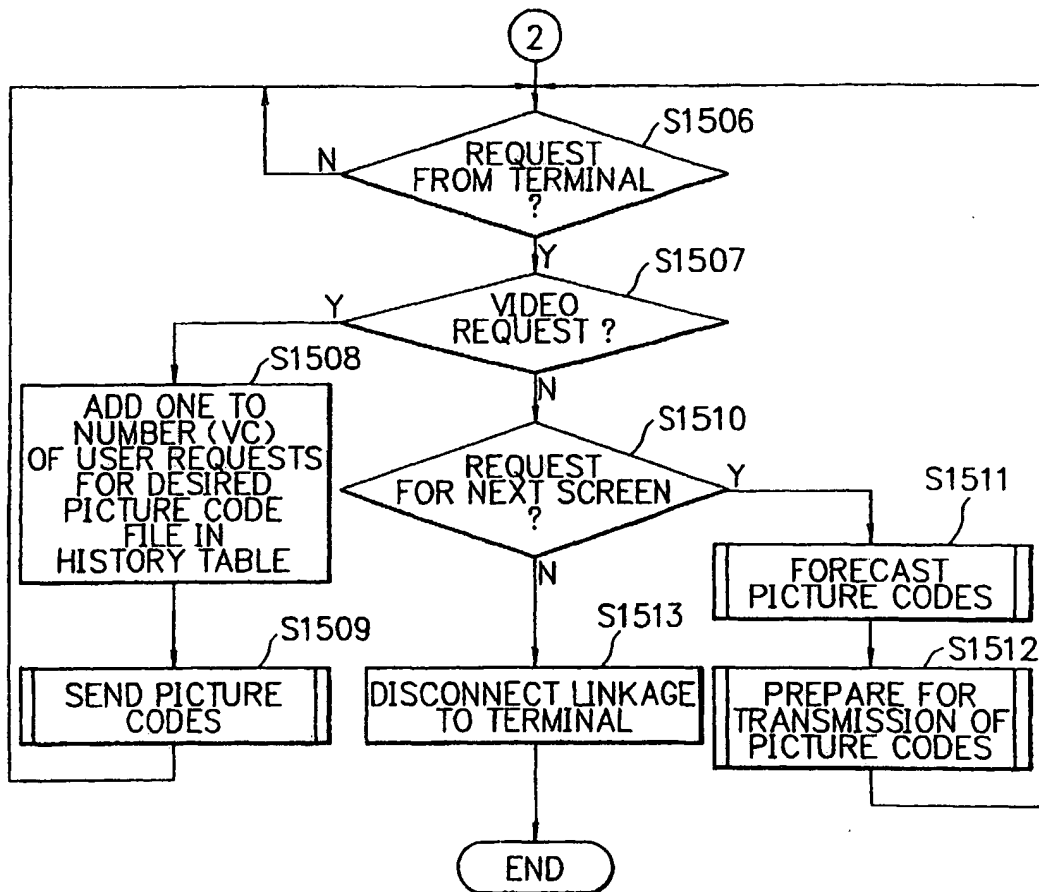 2
S1506
REQUEST
FROM TERMINAL
?
N
Y
S1507
VIDEO
REQUEST ?
Y
N
S1508
ADD ONE TO
NUMBER (VC)
OF USER REQUESTS
FOR DESIRED
PICTURE CODE
FILE IN
HISTORY TABLE
S1510
REQUEST
FOR NEXT SCREEN
?
Y
N
S1511
FORECAST
PICTURE CODES
S1509
SEND PICTURE
CODES
S1513
DISCONNECT LINKAGE
TO TERMINAL
S1512
PREPARE FOR
TRANSMISSION OF
PICTURE CODES
END